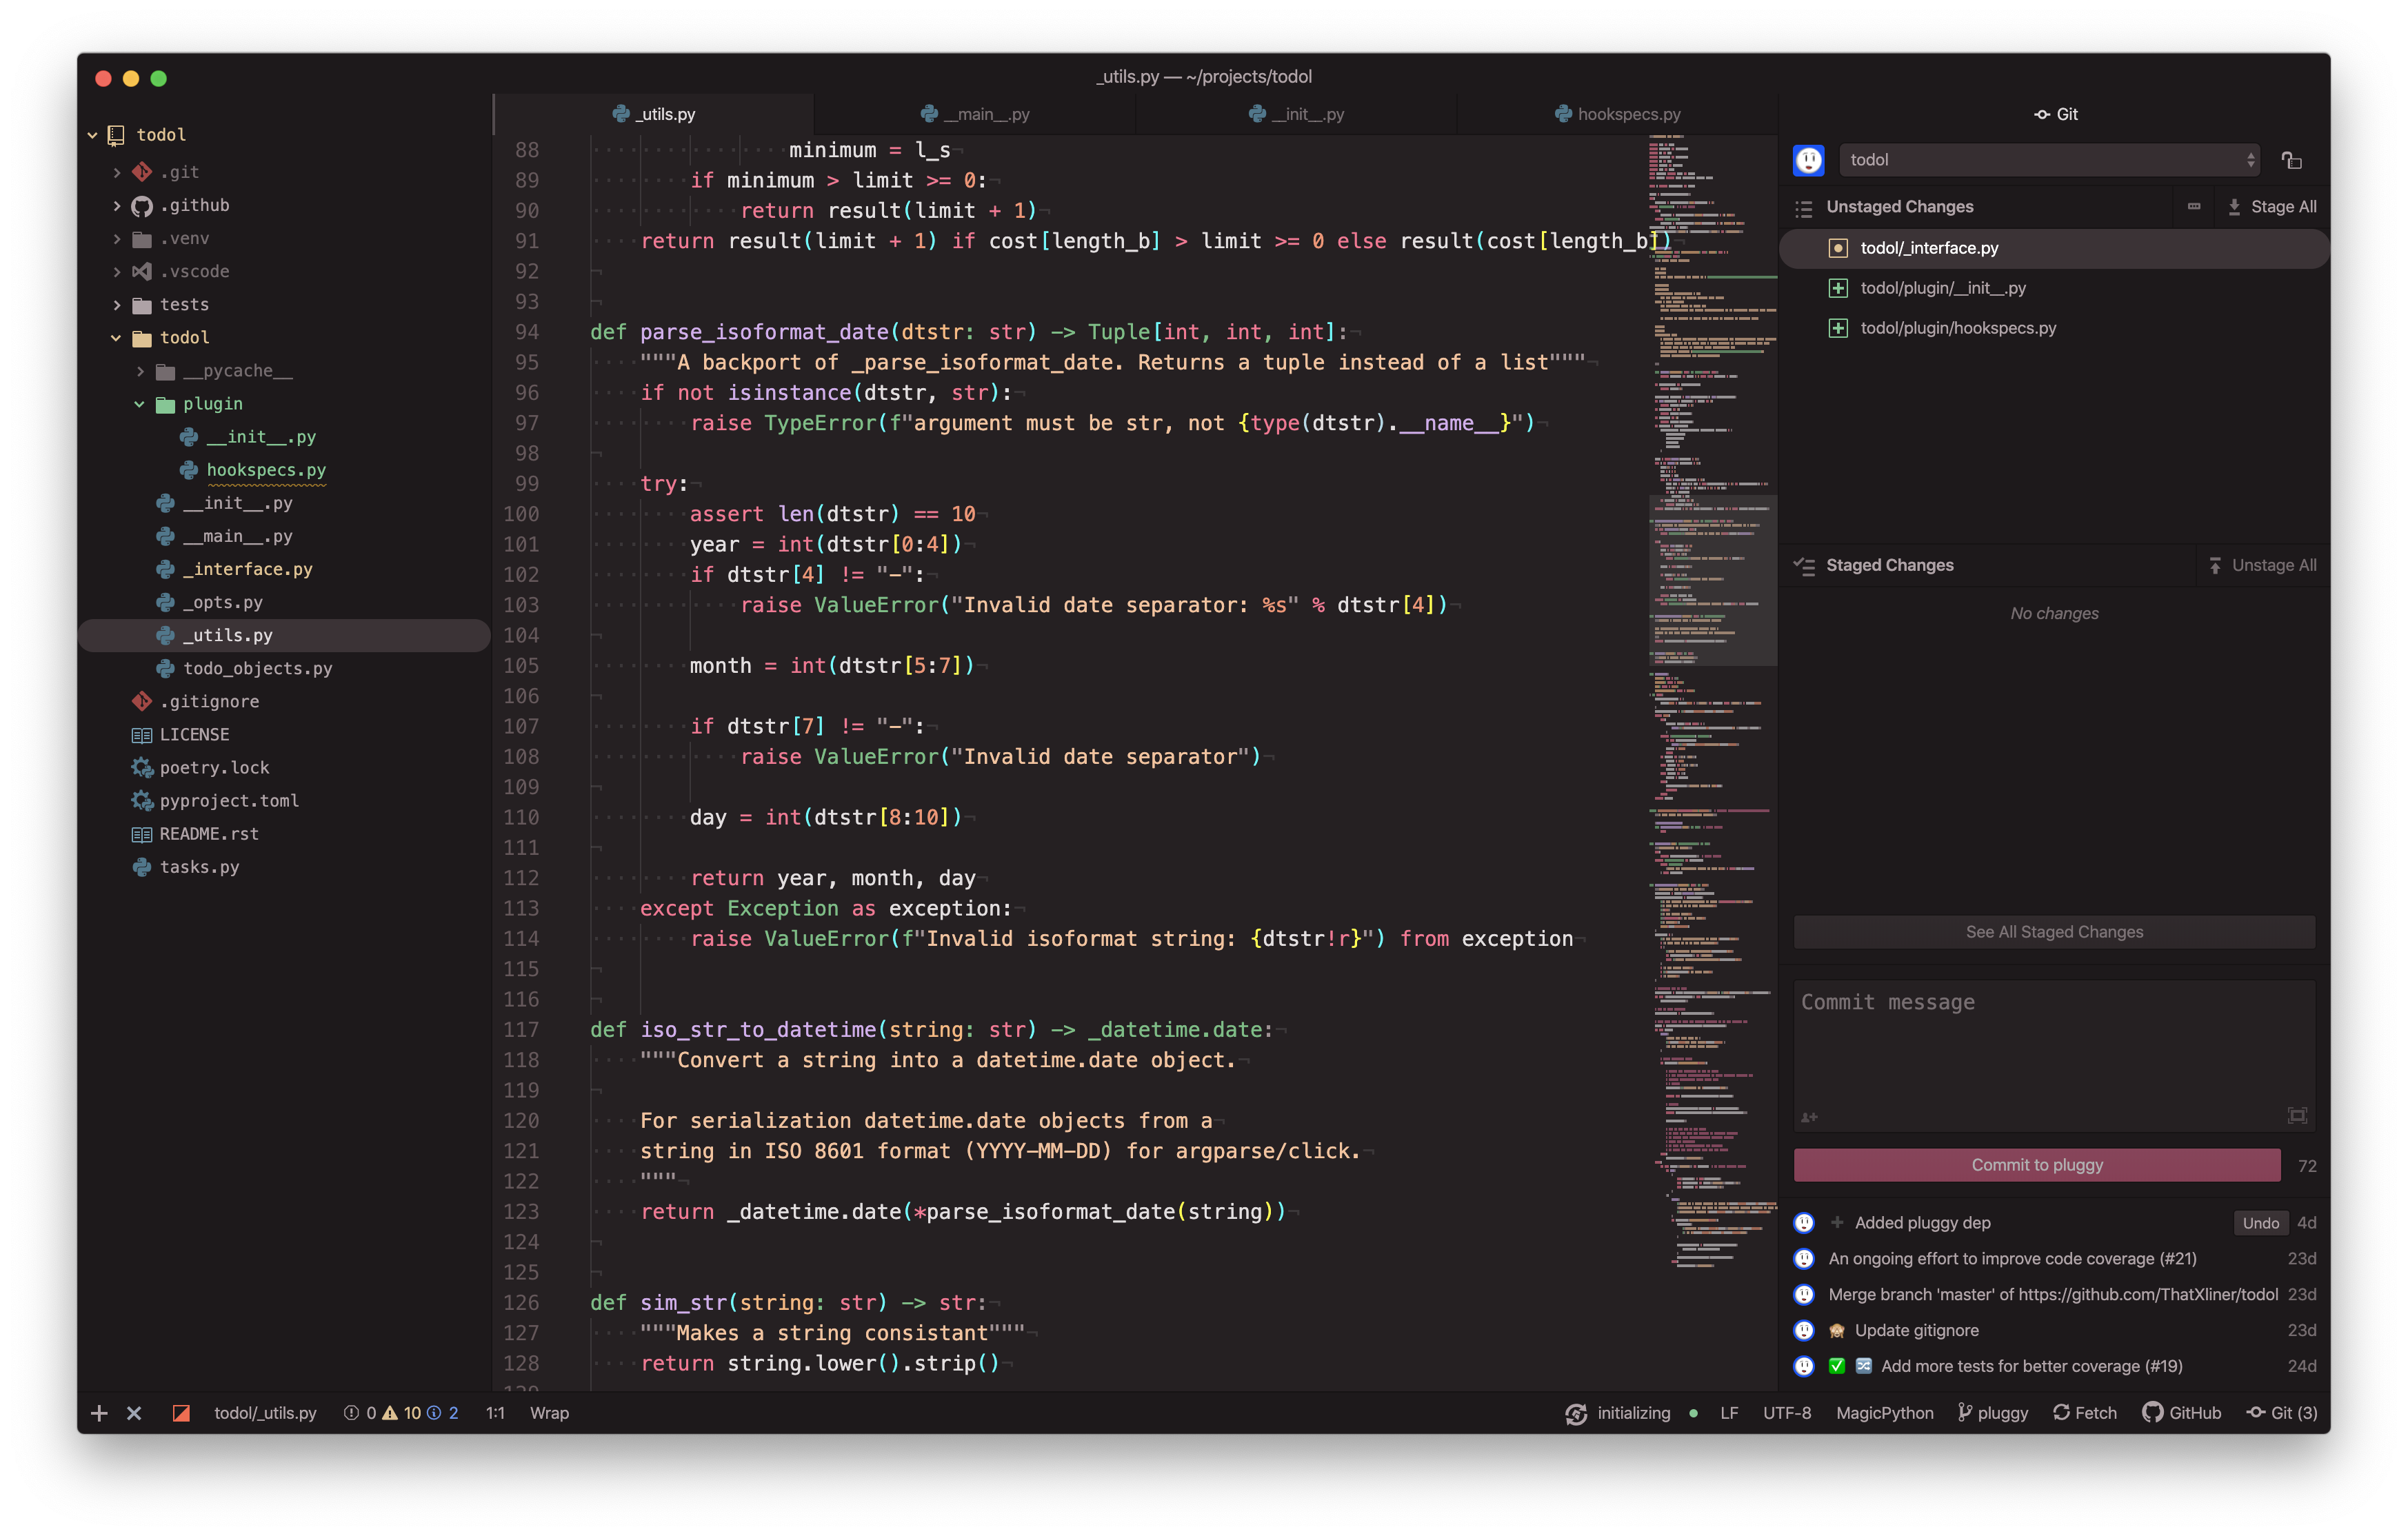 _utils.py — ~/projects/todol
todol
.git
.github
.venv
.vscode
tests
todol
__pycache__
plugin
__init__.py
hookspecs.py
__init__.py
__main__.py
_interface.py
_opts.py
_utils.py
todo_objects.py
.gitignore
LICENSE
poetry.lock
pyproject.toml
README.rst
tasks.py
_utils.py __main__.py __init__.py hookspecs.py
88 minimum = l_s
89 if minimum > limit >= 0:
90 return result(limit + 1)
91 return result(limit + 1) if cost[length_b] > limit >= 0 else result(cost[length_b])
92
93
94 def parse_isoformat_date(dtstr: str) -> Tuple[int, int, int]:
95 """A backport of _parse_isoformat_date. Returns a tuple instead of a list"""
96 if not isinstance(dtstr, str):
97 raise TypeError(f"argument must be str, not {type(dtstr).__name__}")
98
99 try:
100 assert len(dtstr) == 10
101 year = int(dtstr[0:4])
102 if dtstr[4] != "-":
103 raise ValueError("Invalid date separator: %s" % dtstr[4])
104
105 month = int(dtstr[5:7])
106
107 if dtstr[7] != "-":
108 raise ValueError("Invalid date separator")
109
110 day = int(dtstr[8:10])
111
112 return year, month, day
113 except Exception as exception:
114 raise ValueError(f"Invalid isoformat string: {dtstr!r}") from exception
115
116
117 def iso_str_to_datetime(string: str) -> _datetime.date:
118 """Convert a string into a datetime.date object.
119
120 For serialization datetime.date objects from a
121 string in ISO 8601 format (YYYY-MM-DD) for argparse/click.
122 """
123 return _datetime.date(*parse_isoformat_date(string))
124
125
126 def sim_str(string: str) -> str:
127 """Makes a string consistant"""
128 return string.lower().strip()
Git
todol
Unstaged Changes Stage All
todol/_interface.py
todol/plugin/__init__.py
todol/plugin/hookspecs.py
Staged Changes Unstage All
No changes
See All Staged Changes
Commit message
Commit to pluggy 72
Added pluggy dep Undo 4d
An ongoing effort to improve code coverage (#21) 23d
Merge branch 'master' of https://github.com/ThatXliner/todol 23d
Update gitignore 23d
Add more tests for better coverage (#19) 24d
todol/_utils.py 0 10 2 1:1 Wrap initializing LF UTF-8 MagicPython pluggy Fetch GitHub Git (3)